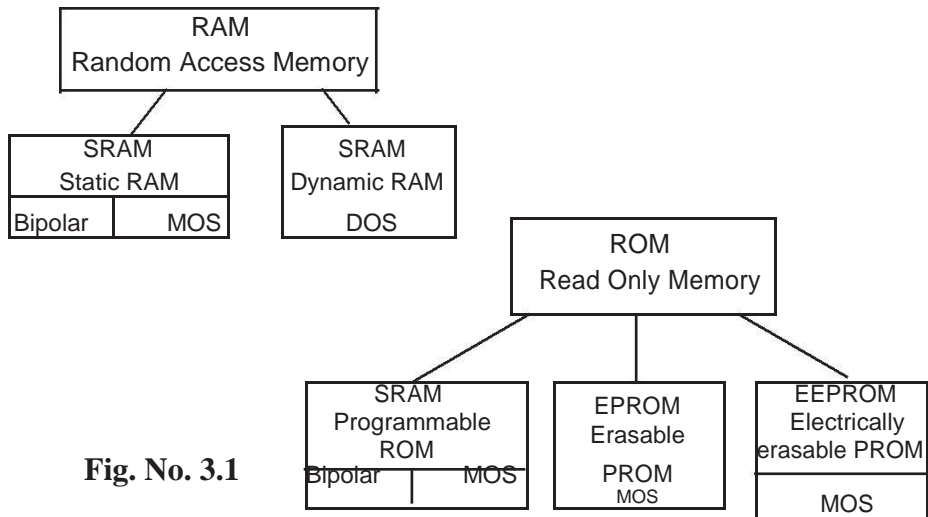 RAM
Random Access Memory
SRAM
Static RAM
Bipolar MOS
SRAM
Dynamic RAM
DOS
ROM
Read Only Memory
SRAM
Programmable
ROM
Bipolar MOS
EPROM
Erasable
PROM
MOS
EEPROM
Electrically
erasable PROM
MOS
Fig. No. 3.1